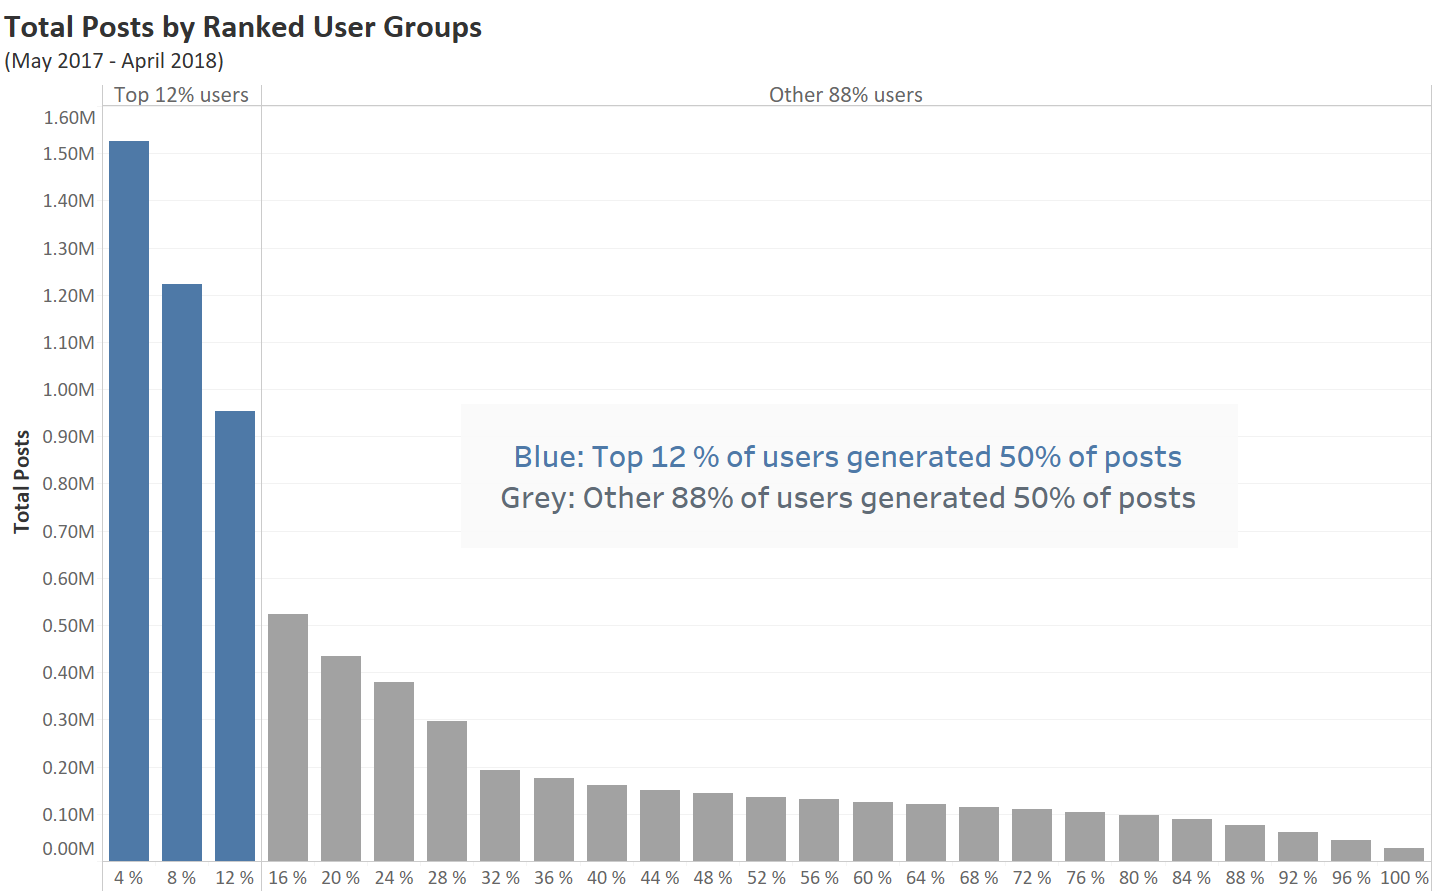 Total Posts by Ranked User Groups
(May 2017 - April 2018)
Top 12% users
Other 88% users
1.60M
1.50M
1.40M
1.30M
1.20M
1.10M
1.00M
0.90M
0.80M
0.70M
0.60M
0.50M
0.40M
0.30M
0.20M
0.10M
0.00M
Total Posts
Blue: Top 12 % of users generated 50% of posts
Grey: Other 88% of users generated 50% of posts
4 % 8 % 12 % 16 % 20 % 24 % 28 % 32 % 36 % 40 % 44 % 48 % 52 % 56 % 60 % 64 % 68 % 72 % 76 % 80 % 84 % 88 % 92 % 96 % 100 %